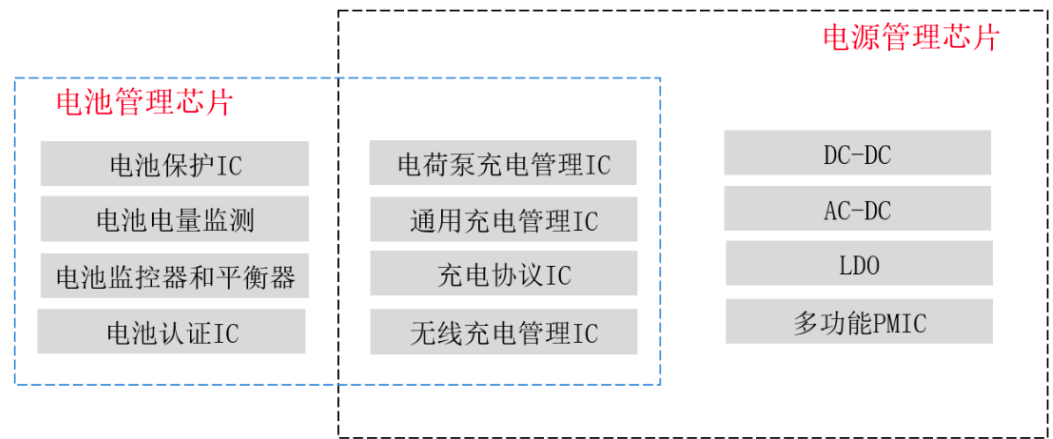 电源管理芯片
电池管理芯片
电池保护IC
电池电量监测
电池监控器和平衡器
电池认证IC
电荷泵充电管理IC
通用充电管理IC
充电协议IC
无线充电管理IC
DC-DC
AC-DC
LDO
多功能PMIC